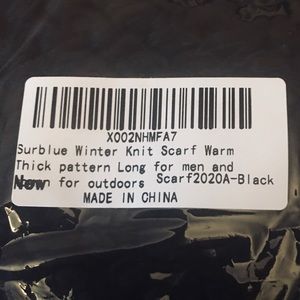 X002NHMFA7
Surblue Winter Knit Scarf Warm
Thick pattern Long for men and
New for outdoors Scarf2020A-Black
MADE IN CHINA